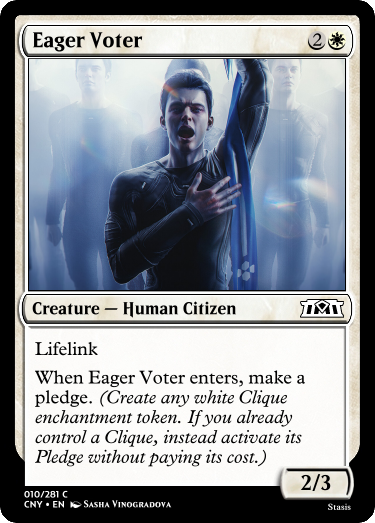 Eager Voter 2
Creature — Human Citizen
Lifelink
When Eager Voter enters, make a
pledge. (Create any white Clique
enchantment token. If you already
control a Clique, instead activate its
Pledge without paying its cost.)
2/3
010/281 C
CNY • EN Sasha Vinogradova
Stasis